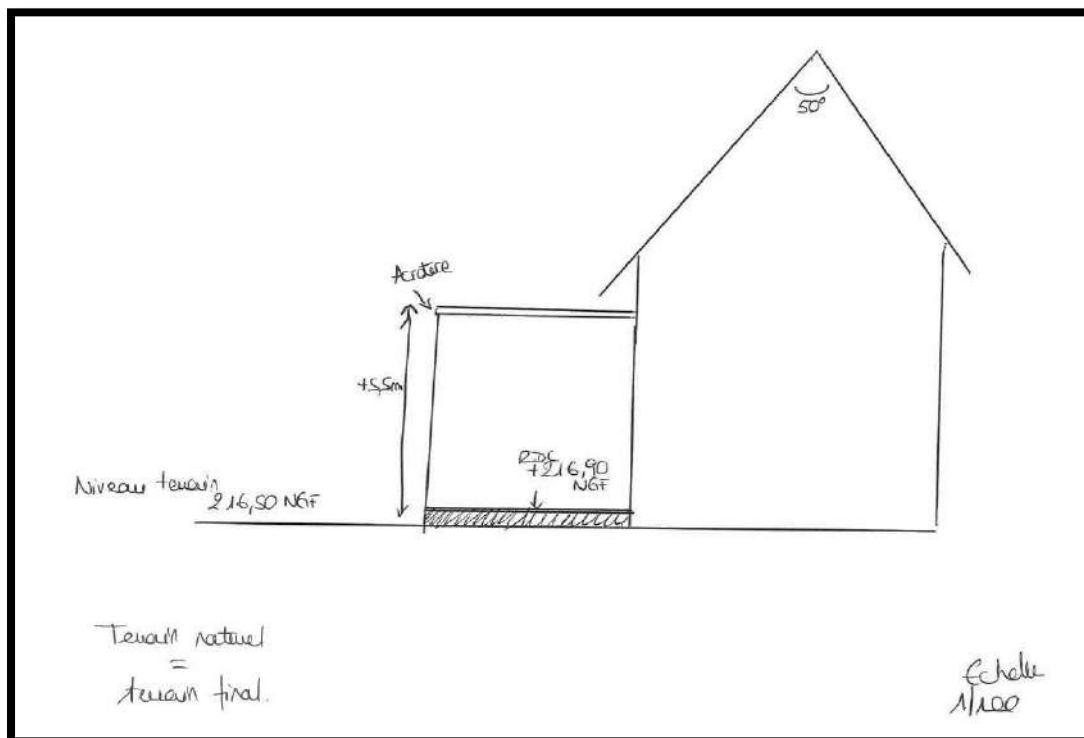 50°
Acrotère
+5,5m
RDC
+216,90
NGF
Niveau terrain
216,50 NGF
Terrain naturel
=
terrain final.
Echelle
1/100